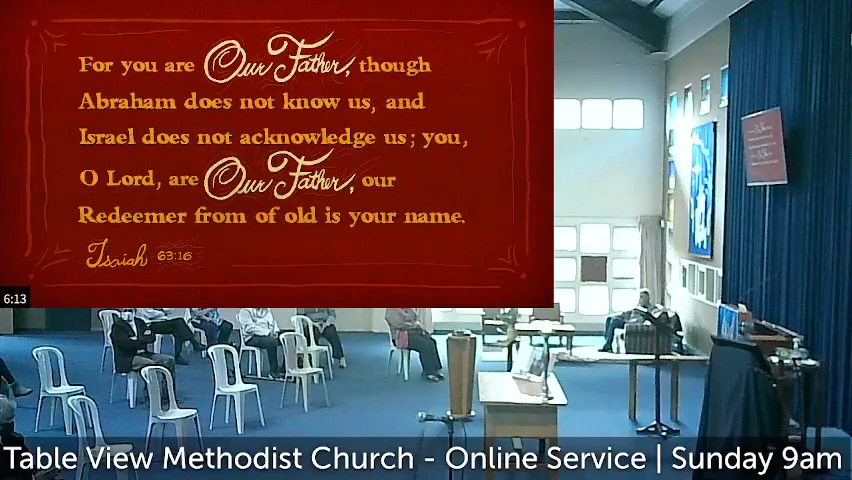 For you are Our Father, though
Abraham does not know us, and
Israel does not acknowledge us; you,
O Lord, are Our Father, our
Redeemer from of old is your name.
Isaiah 63:16
6:13
Table View Methodist Church - Online Service | Sunday 9am